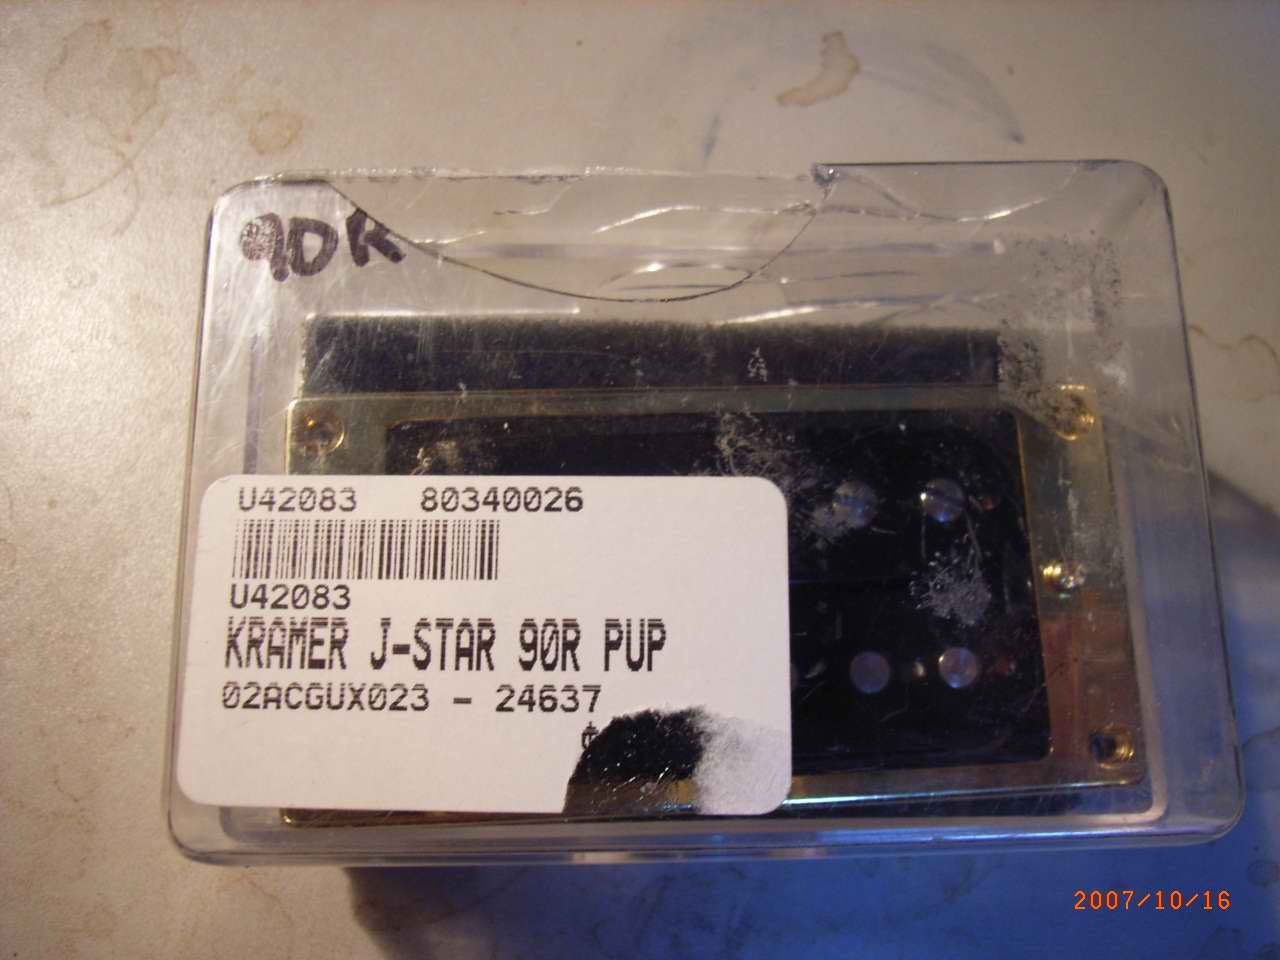 90R
U42083 80340026
U42083
KRAMER J-STAR 90R PUP
02ACGUX023 - 24637
2007/10/16